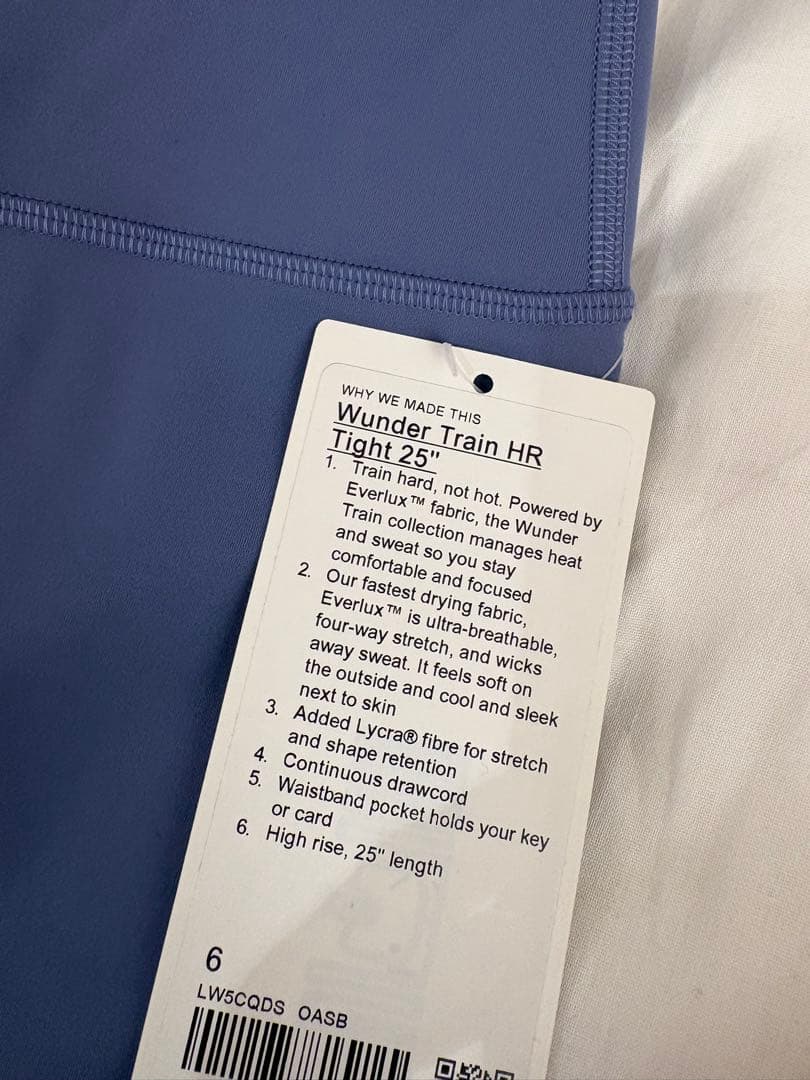 WHY WE MADE THIS
Wunder Train HR
Tight 25"
1. Train hard, not hot. Powered by
Everlux™ fabric, the Wunder
Train collection manages heat
and sweat so you stay
comfortable and focused
2. Our fastest drying fabric,
Everlux™ is ultra-breathable,
four-way stretch, and wicks
away sweat. It feels soft on
the outside and cool and sleek
next to skin
3. Added Lycra® fibre for stretch
and shape retention
4. Continuous drawcord
5. Waistband pocket holds your key
or card
6. High rise, 25" length
6
LW5CQDS OASB